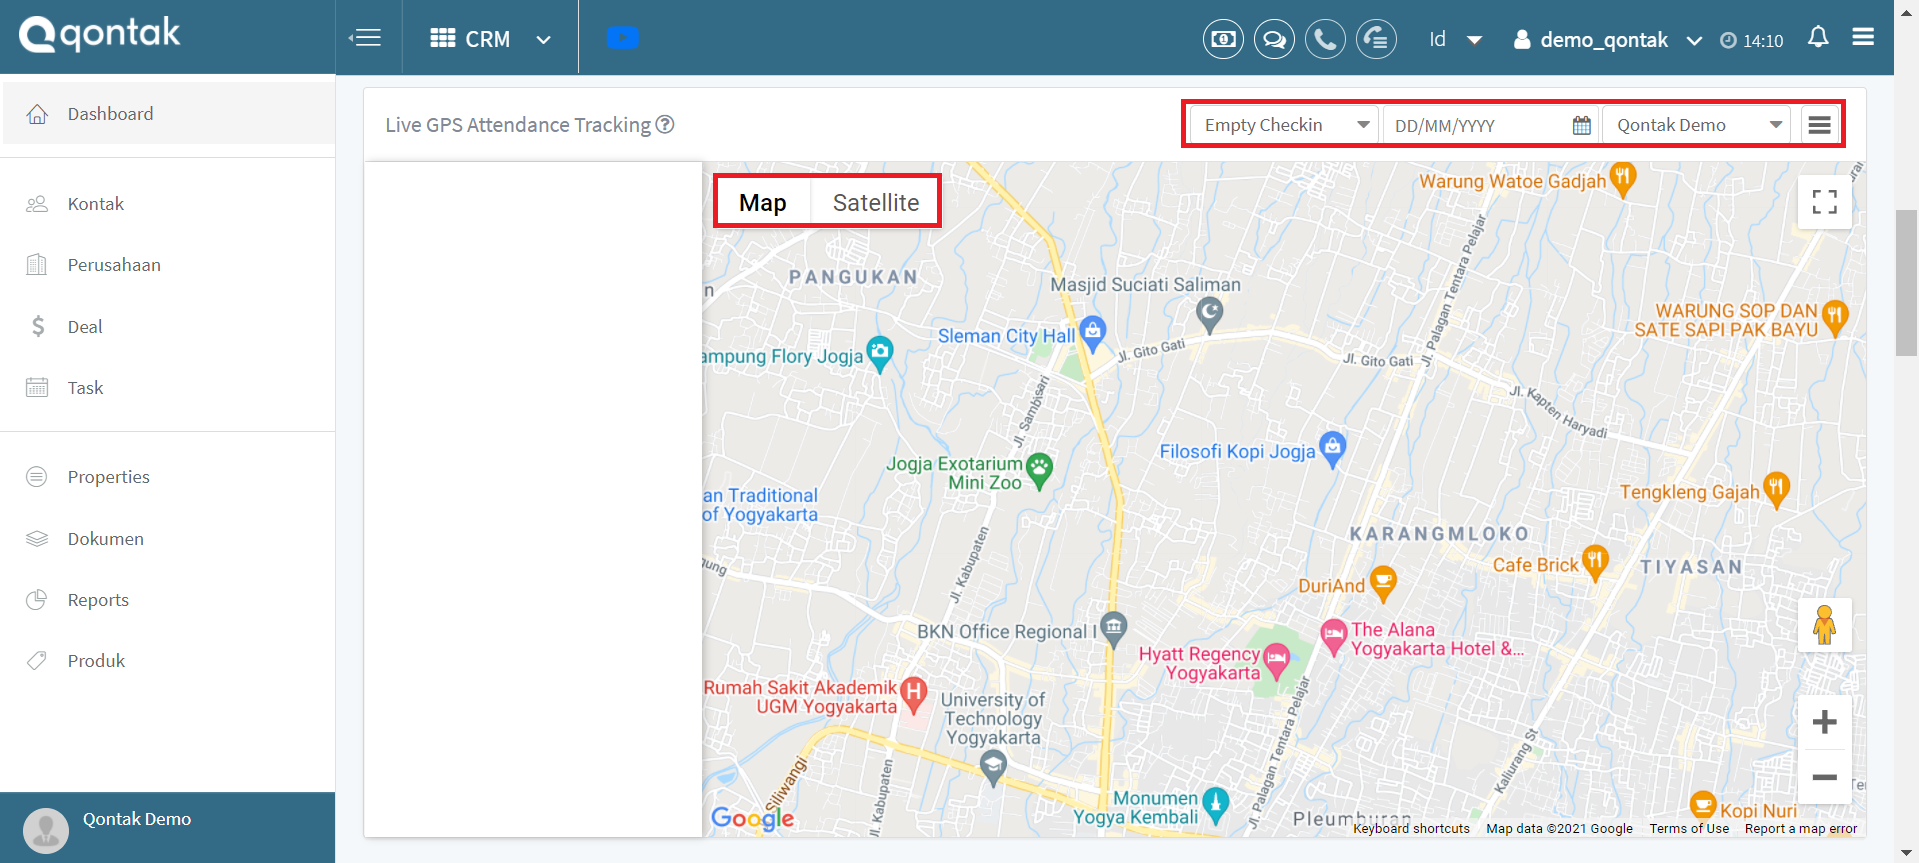 qontak
CRM
Id
demo_qontak
14:10
Dashboard
Kontak
Perusahaan
Deal
Task
Properties
Dokumen
Reports
Produk
Qontak Demo
Live GPS Attendance Tracking
Empty Checkin
DD/MM/YYYY
Qontak Demo
Map
Satellite
Warung Watoe Gadjah
PANGUKAN
n
Masjid Suciati Saliman
Jl. Palagan Tentara Pelajar
WARUNG SOP DAN
SATE SAPI PAK BAYU
Sleman City Hall
Jl. Gito Gati
Jl. Gito Gati
ampung Flory Jogja
Jl. Kapten Haryadi
Jl. Sambisari
Filosofi Kopi Jogja
Jogja Exotarium
Mini Zoo
Tengkleng Gajah
an Traditional
of Yogyakarta
KARANGMLOKO
Jl. Kabupaten
ung
Cafe Brick
TIYASAN
DuriAnd
BKN Office Regional I
The Alana
Yogyakarta Hotel &...
Hyatt Regency
Yogyakarta
Rumah Sakit Akademik
UGM Yogyakarta
University of
Technology
Yogyakarta
Jl. Palagan Tentara Pelajar
Kaliurang St
Siliwangi
Jl. Kabupaten
Ter
Monumen
Yogya Kembali
Kopi Nuri
Pleumburan
Google
Keyboard shortcuts
Map data ©2021 Google
Terms of Use
Report a map error